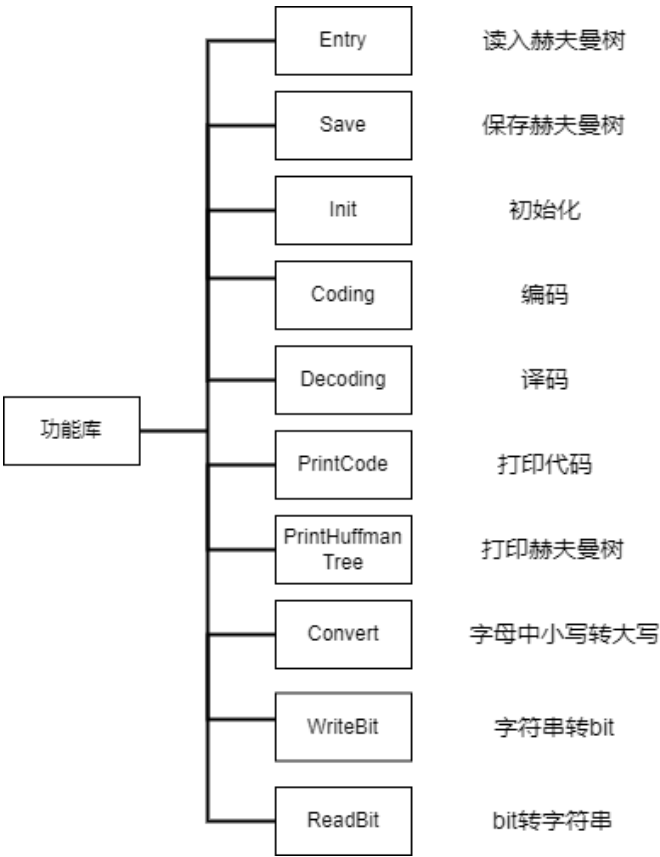 Entry
读入赫夫曼树
Save
保存赫夫曼树
Init
初始化
Coding
编码
Decoding
译码
功能库
PrintCode
打印代码
PrintHuffman
Tree
打印赫夫曼树
Convert
字母中小写转大写
WriteBit
字符串转bit
ReadBit
bit转字符串